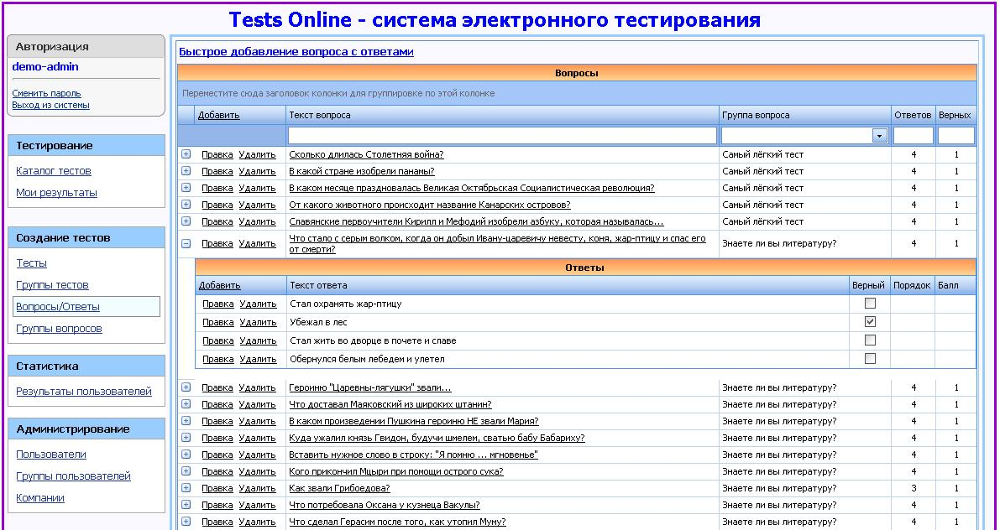 Tests Online - система электронного тестирования
Авторизация
demo-admin
Сменить пароль
Выход из системы
Тестирование
Каталог тестов
Мои результаты
Создание тестов
Тесты
Группы тестов
Вопросы/Ответы
Группы вопросов
Статистика
Результаты пользователей
Администрирование
Пользователи
Группы пользователей
Компании
Быстрое добавление вопроса с ответами
Вопросы
Переместите сюда заголовок колонки для группировке по этой колонке
Добавить Текст вопроса Группа вопроса Ответов Верных
Правка Удалить Сколько длилась Столетняя война? Самый лёгкий тест 4 1
Правка Удалить В какой стране изобрели панамы? Самый лёгкий тест 4 1
Правка Удалить В каком месяце праздновалась Великая Октябрьская Социалистическая революция? Самый лёгкий тест 4 1
Правка Удалить От какого животного происходит название Канарских островов? Самый лёгкий тест 4 1
Правка Удалить Славянские первоучители Кирилл и Мефодий изобрели азбуку, которая называлась... Самый лёгкий тест 4 1
Правка Удалить Что стало с серым волком, когда он добыл Ивану-царевичу невесту, коня, жар-птицу и спас его
от смерти? Знаете ли вы литературу? 4 1
Ответы
Добавить Текст ответа Верный Порядок Балл
Правка Удалить Стал охранять жар-птицу
Правка Удалить Убежал в лес
Правка Удалить Стал жить во дворце в почете и славе
Правка Удалить Обернулся белым лебедем и улетел
Правка Удалить Героиню "Царевны-лягушки" звали... Знаете ли вы литературу? 4 1
Правка Удалить Что доставал Маяковский из широких штанин? Знаете ли вы литературу? 4 1
Правка Удалить В каком произведении Пушкина героиню НЕ звали Мария? Знаете ли вы литературу? 4 1
Правка Удалить Куда ужалил князь Гвидон, будучи шмелем, сватью бабу Бабариху? Знаете ли вы литературу? 4 1
Правка Удалить Вставить нужное слово в строку: "Я помню ... мгновенье" Знаете ли вы литературу? 4 1
Правка Удалить Кого прикончил Мцыри при помощи острого сука? Знаете ли вы литературу? 4 1
Правка Удалить Как звали Грибоедова? Знаете ли вы литературу? 3 1
Правка Удалить Что потребовала Оксана у кузнеца Вакулы? Знаете ли вы литературу? 4 1
Правка Удалить Что сделал Герасим после того, как утопил Муму? Знаете ли вы литературу? 4 1